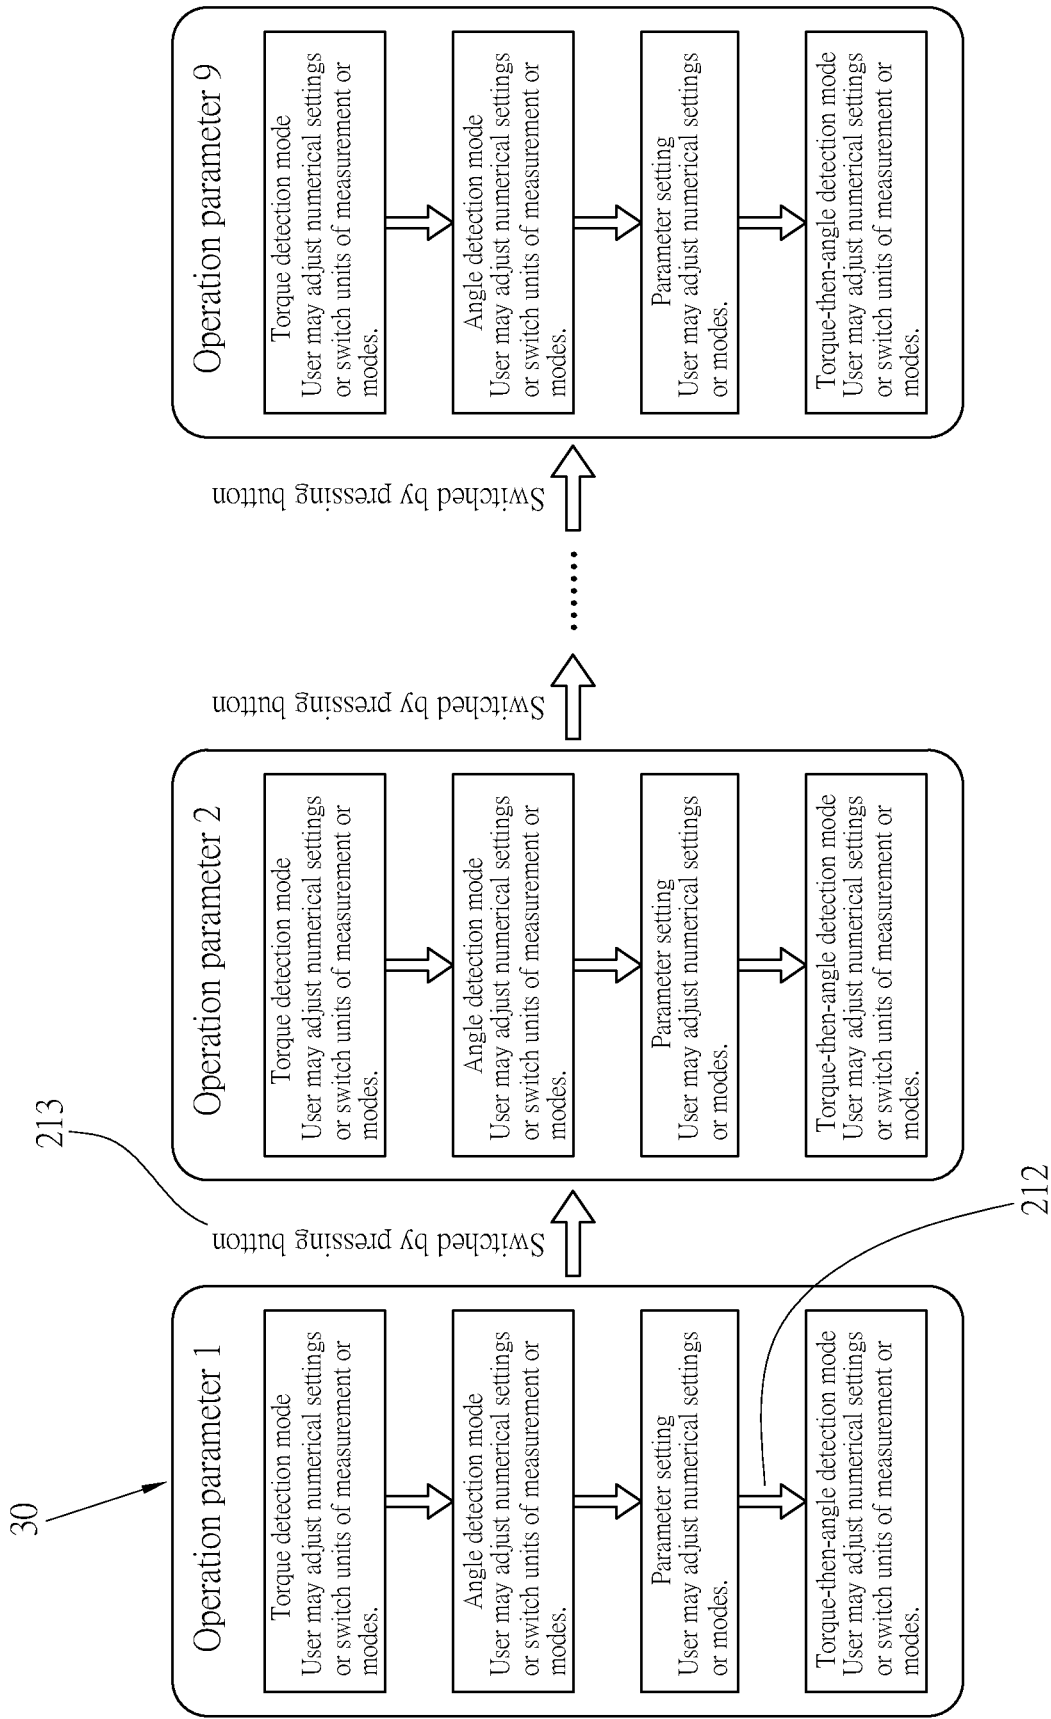 30
Operation parameter 1
Torque detection mode
User may adjust numerical settings
or switch units of measurement or
modes.
Angle detection mode
User may adjust numerical settings
or switch units of measurement or
modes.
Parameter setting
User may adjust numerical settings
or modes.
Torque-then-angle detection mode
User may adjust numerical settings
or switch units of measurement or
modes.
212
213
Switched by pressing button
Operation parameter 2
Torque detection mode
User may adjust numerical settings
or switch units of measurement or
modes.
Angle detection mode
User may adjust numerical settings
or switch units of measurement or
modes.
Parameter setting
User may adjust numerical settings
or modes.
Torque-then-angle detection mode
User may adjust numerical settings
or switch units of measurement or
modes.
Switched by pressing button
.......
Switched by pressing button
Operation parameter 9
Torque detection mode
User may adjust numerical settings
or switch units of measurement or
modes.
Angle detection mode
User may adjust numerical settings
or switch units of measurement or
modes.
Parameter setting
User may adjust numerical settings
or modes.
Torque-then-angle detection mode
User may adjust numerical settings
or switch units of measurement or
modes.